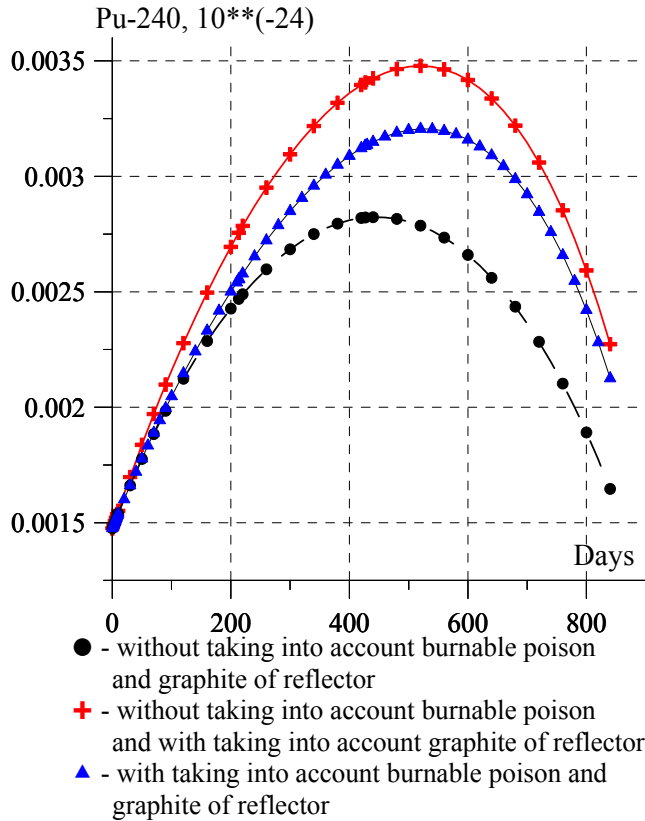 Pu-240, 10**(-24)
0.0035
0.003
0.0025
0.002
0.0015
Days
0 200 400 600 800
- without taking into account burnable poison
and graphite of reflector
- without taking into account burnable poison
and with taking into account graphite of reflector
- with taking into account burnable poison and
graphite of reflector